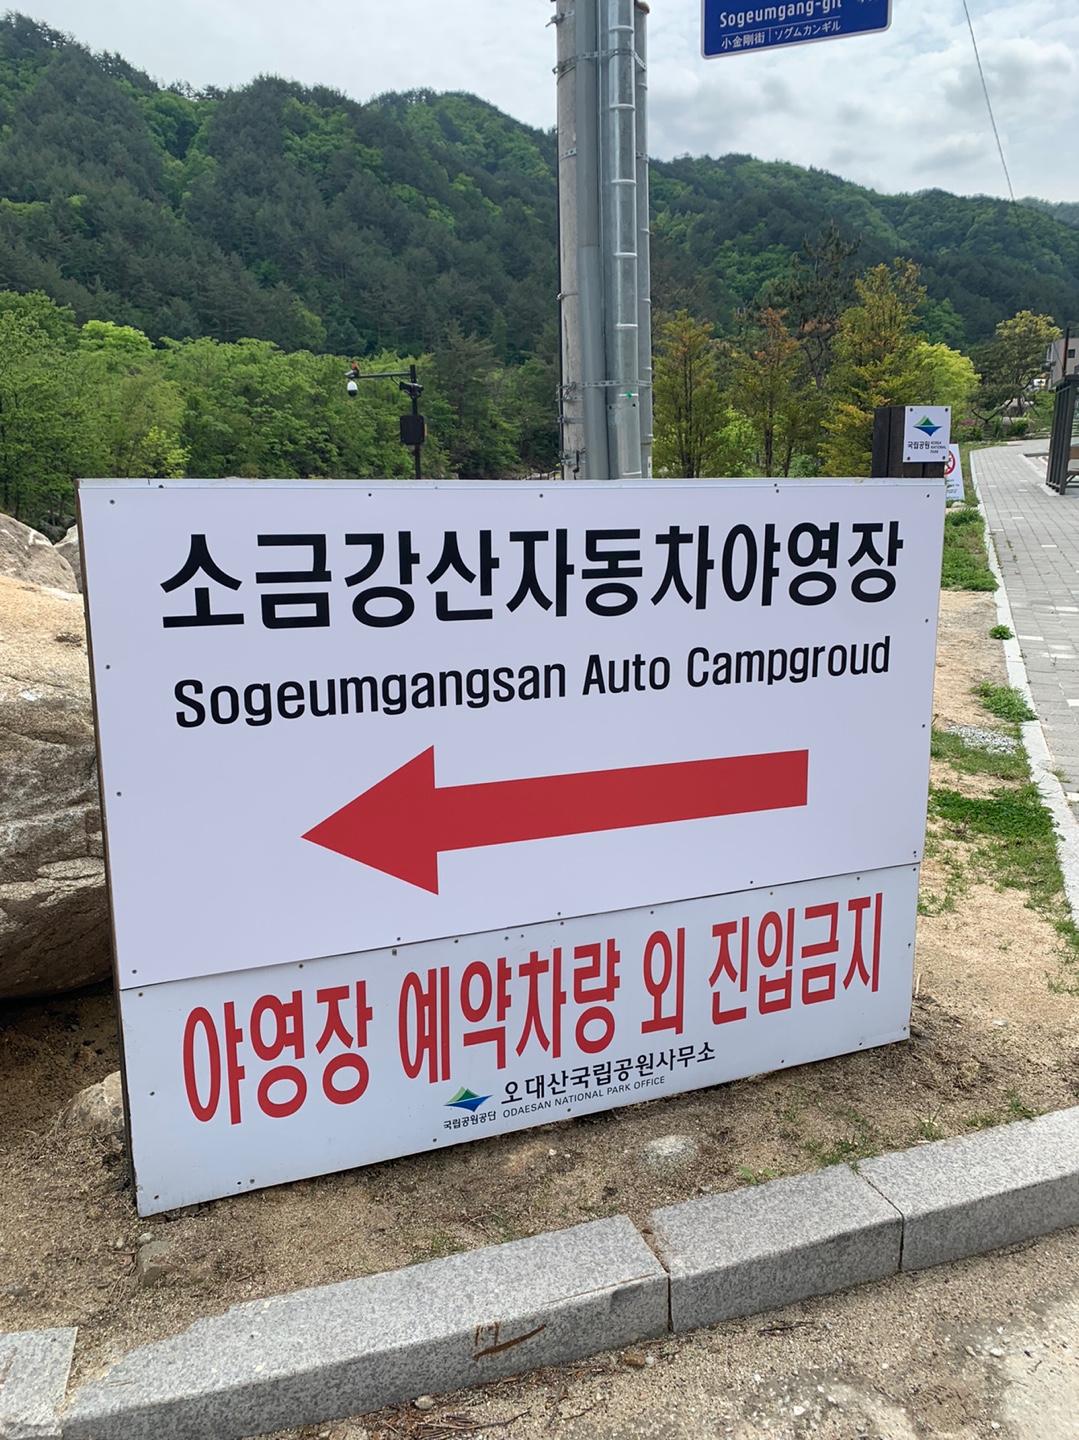 Sogeumgang-gil
小金剛街 | ソグムカンギル
국립공원 KOREA NATIONAL PARK
소금강산자동차야영장
Sogeumgangsan Auto Campgroud
야영장 예약차량 외 진입금지
국립공원공단 오대산국립공원사무소
ODAESAN NATIONAL PARK OFFICE